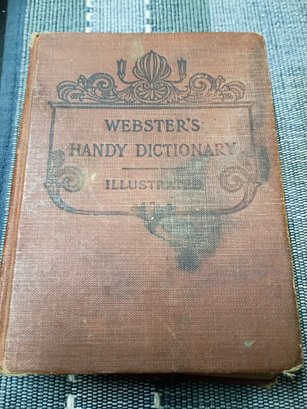 WEBSTER'S
HANDY DICTIONARY
ILLUSTRATED